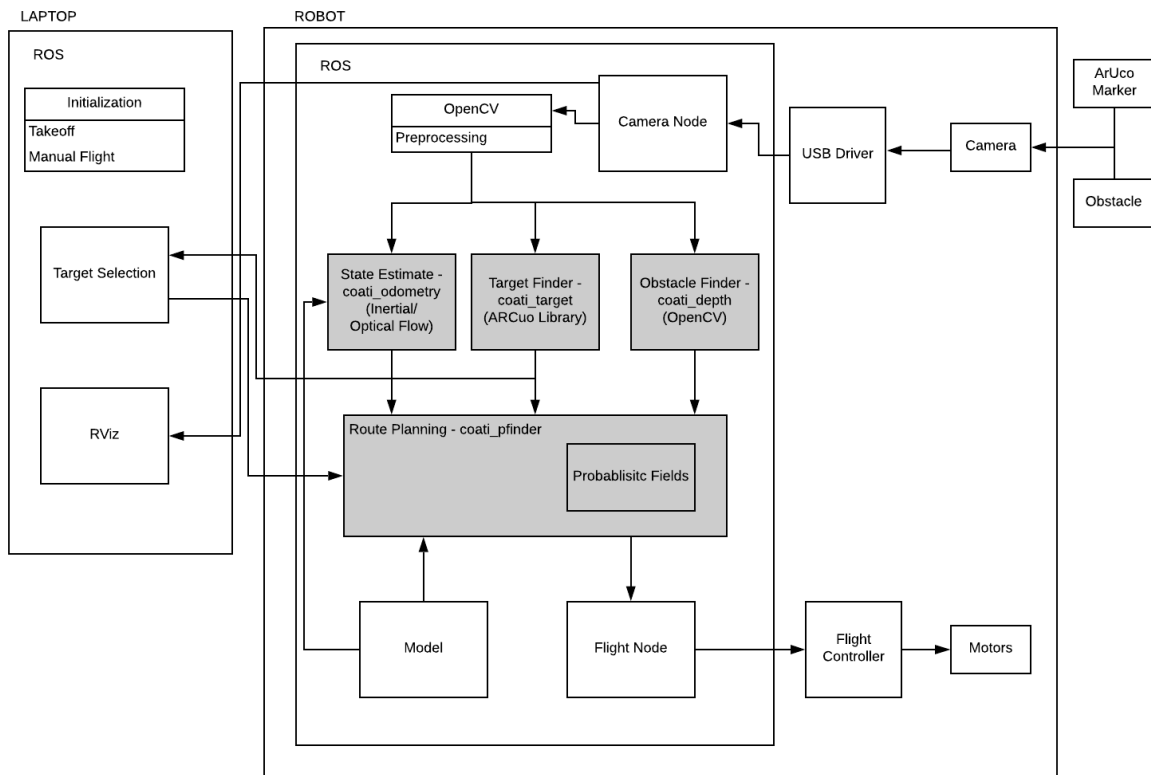 LAPTOP
ROS
Initialization
Takeoff
Manual Flight
Target Selection
RViz
ROBOT
ROS
OpenCV
Preprocessing
Camera Node
USB Driver
Camera
ArUco
Marker
Obstacle
State Estimate -
coati_odometry
(Inertial/
Optical Flow)
Target Finder -
coati_target
(ARCuo Library)
Obstacle Finder -
coati_depth
(OpenCV)
Route Planning - coati_pfinder
Probablisitc Fields
Model
Flight Node
Flight
Controller
Motors